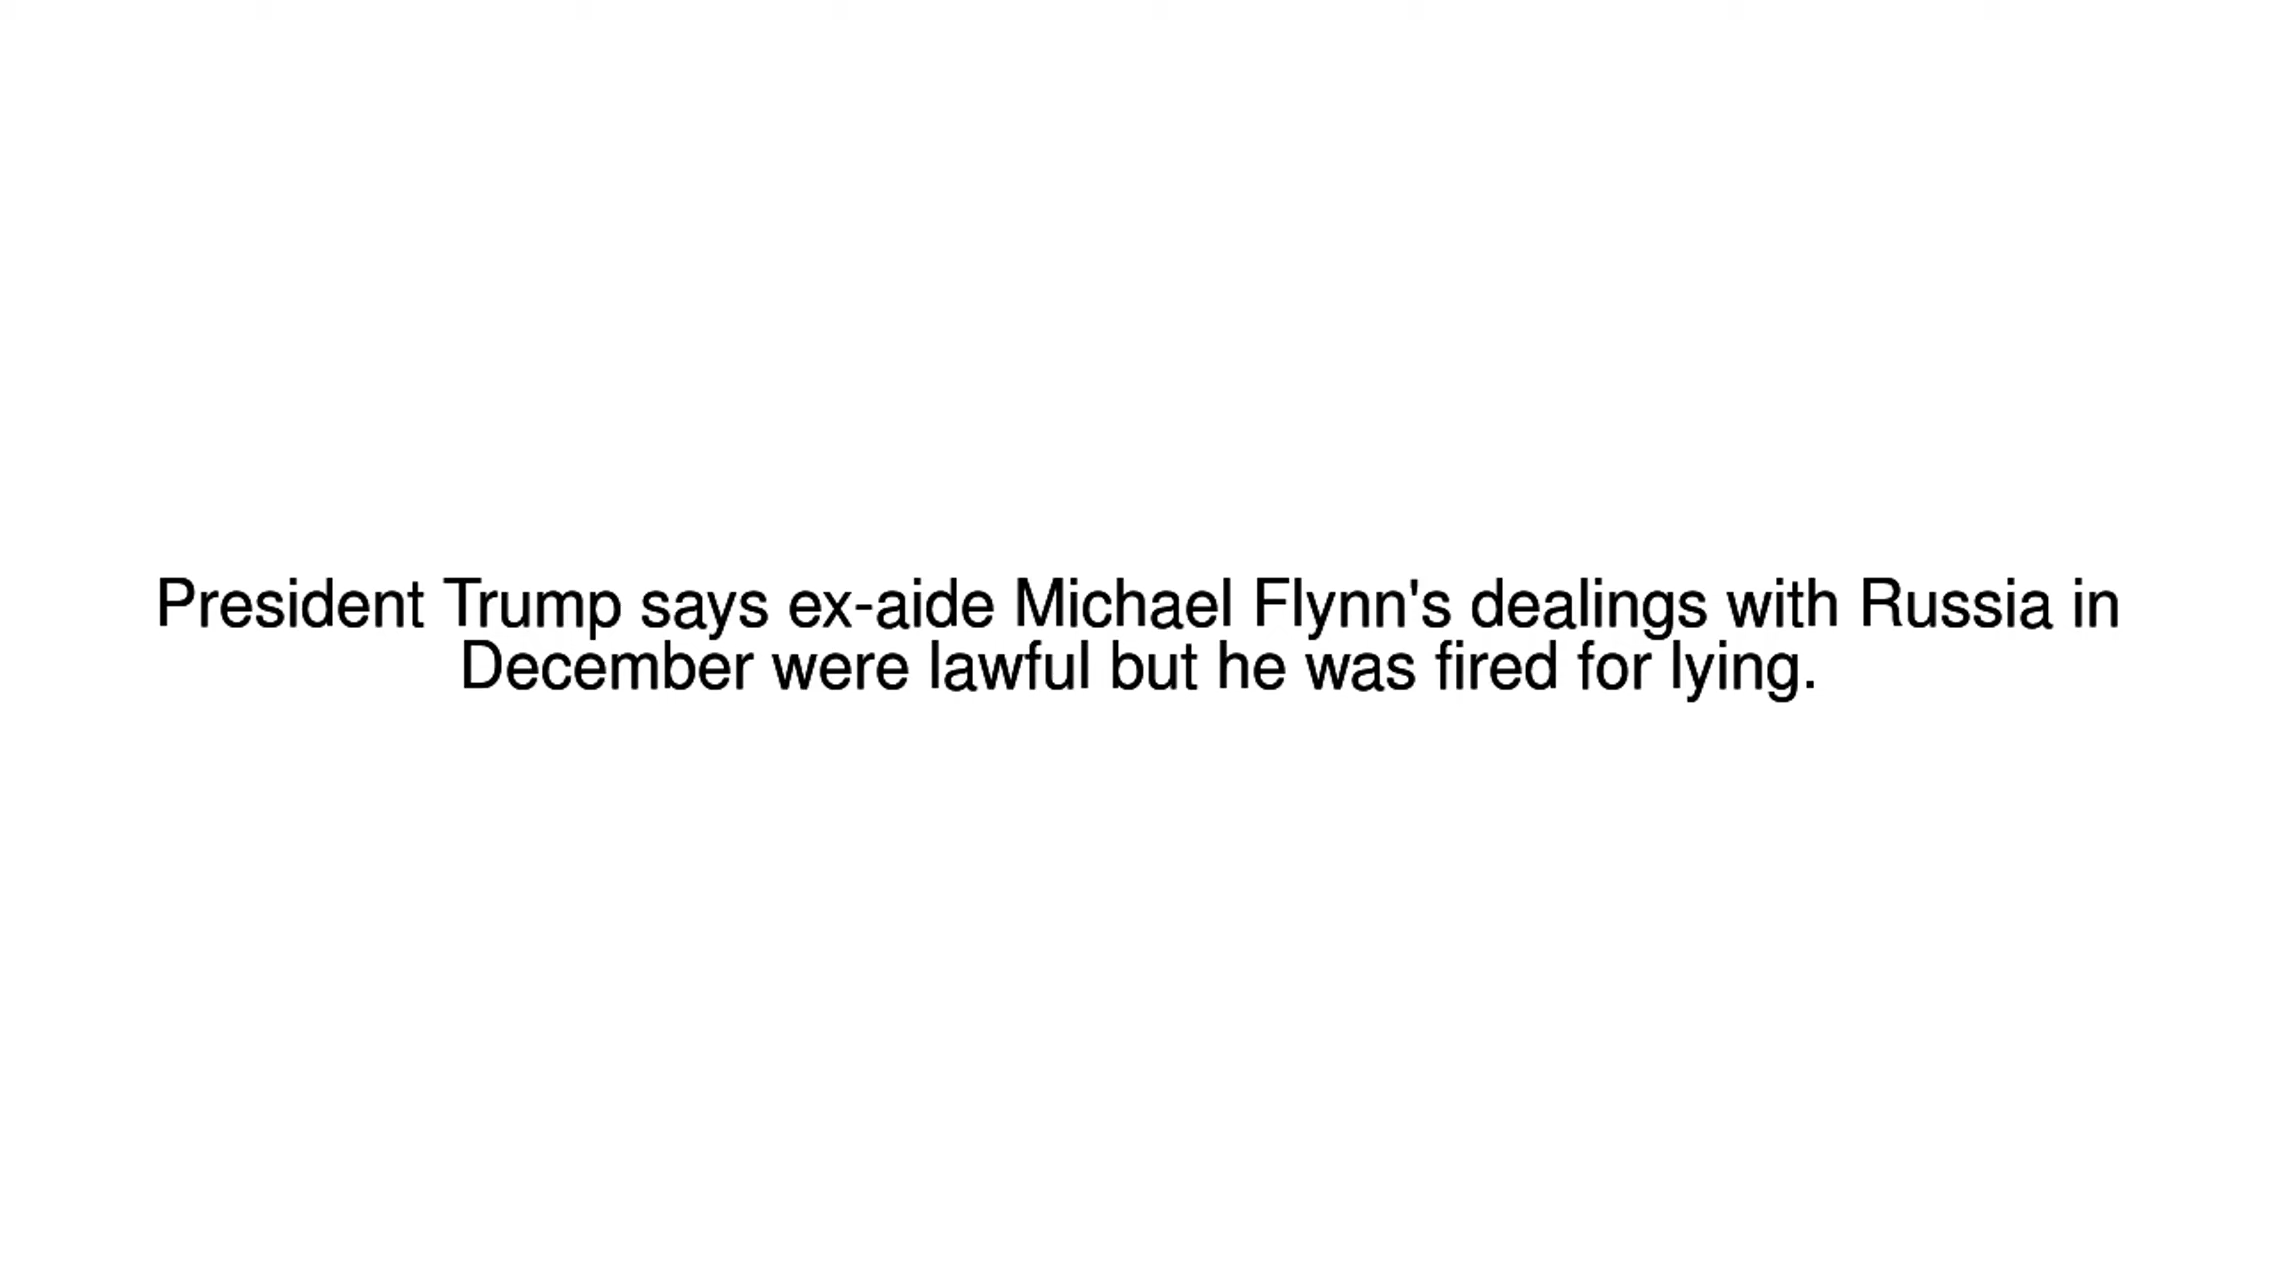 President Trump says ex-aide Michael Flynn's dealings with Russia in
December were lawful but he was fired for lying.